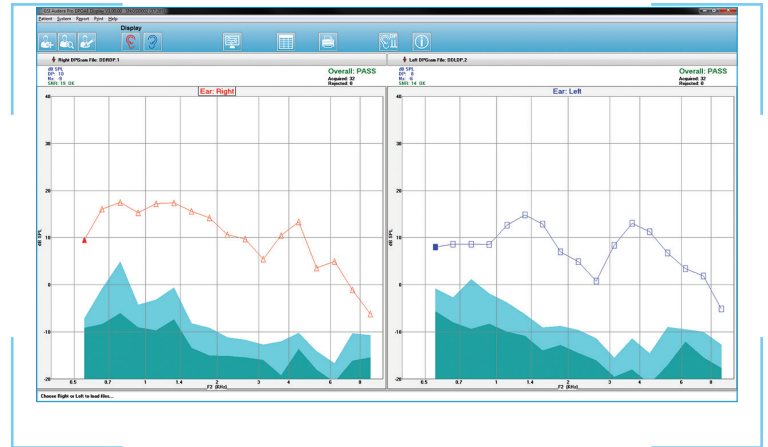 Patient System Report Print Help
Display
Right DPGram File: DDRDP.1
dB SPL
DP: 10
Nx: -9
SNR: 19 OK
Overall: PASS
Acquired: 32
Rejected: 0
Ear: Right
40
30
20
10
0
-10
-20
dB SPL
0.5 0.7 1 1.4 2 3 4 6 8
F2 (KHz)
Left DPGram File: DDLDP.2
dB SPL
DP: 8
Nx: -6
SNR: 14 OK
Overall: PASS
Acquired: 32
Rejected: 0
Ear: Left
40
30
20
10
0
-10
-20
dB SPL
0.5 0.7 1 1.4 2 3 4 6 8
F2 (KHz)
Choose Right or Left to load files...